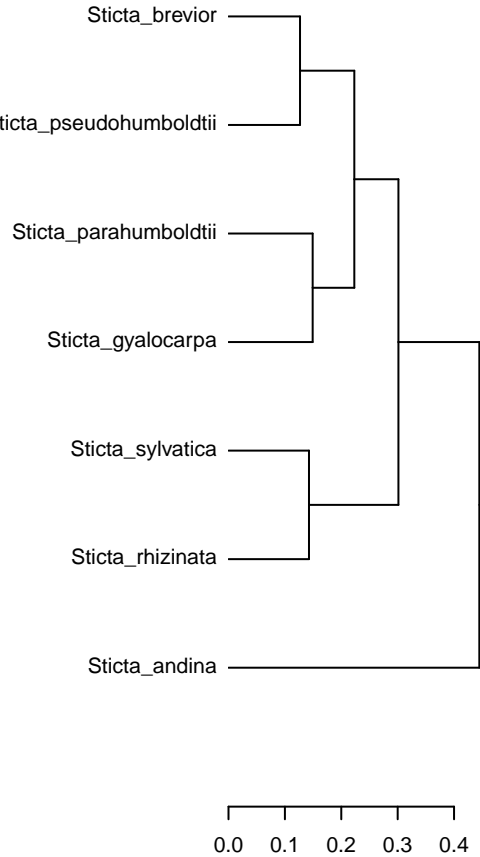 Sticta_brevior
ticta_pseudohumboldtii
Sticta_parahumboldtii
Sticta_gyalocarpa
Sticta_sylvatica
Sticta_rhizinata
Sticta_andina
0.0 0.1 0.2 0.3 0.4